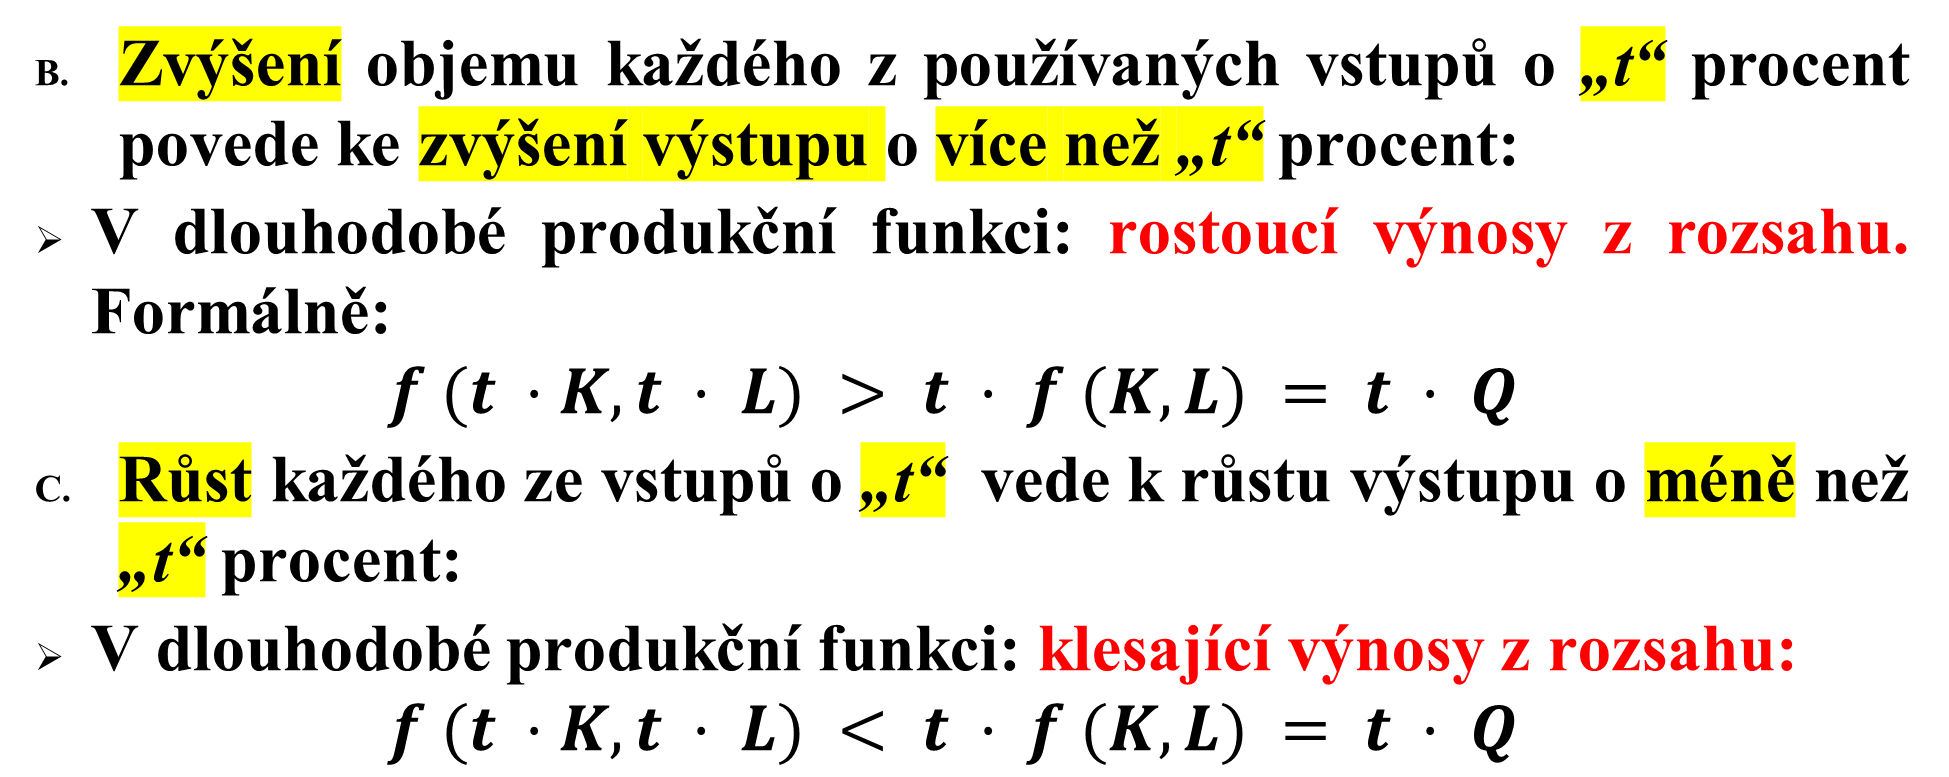 B. Zvýšení objemu každého z používaných vstupů o „t“ procent
povede ke zvýšení výstupu o více než „t“ procent:
➢ V dlouhodobé produkční funkci: rostoucí výnosy z rozsahu.
Formálně:
f (t · K, t · L) > t · f (K, L) = t · Q
C. Růst každého ze vstupů o „t“ vede k růstu výstupu o méně než
„t“ procent:
➢ V dlouhodobé produkční funkci: klesající výnosy z rozsahu:
f (t · K, t · L) < t · f (K, L) = t · Q